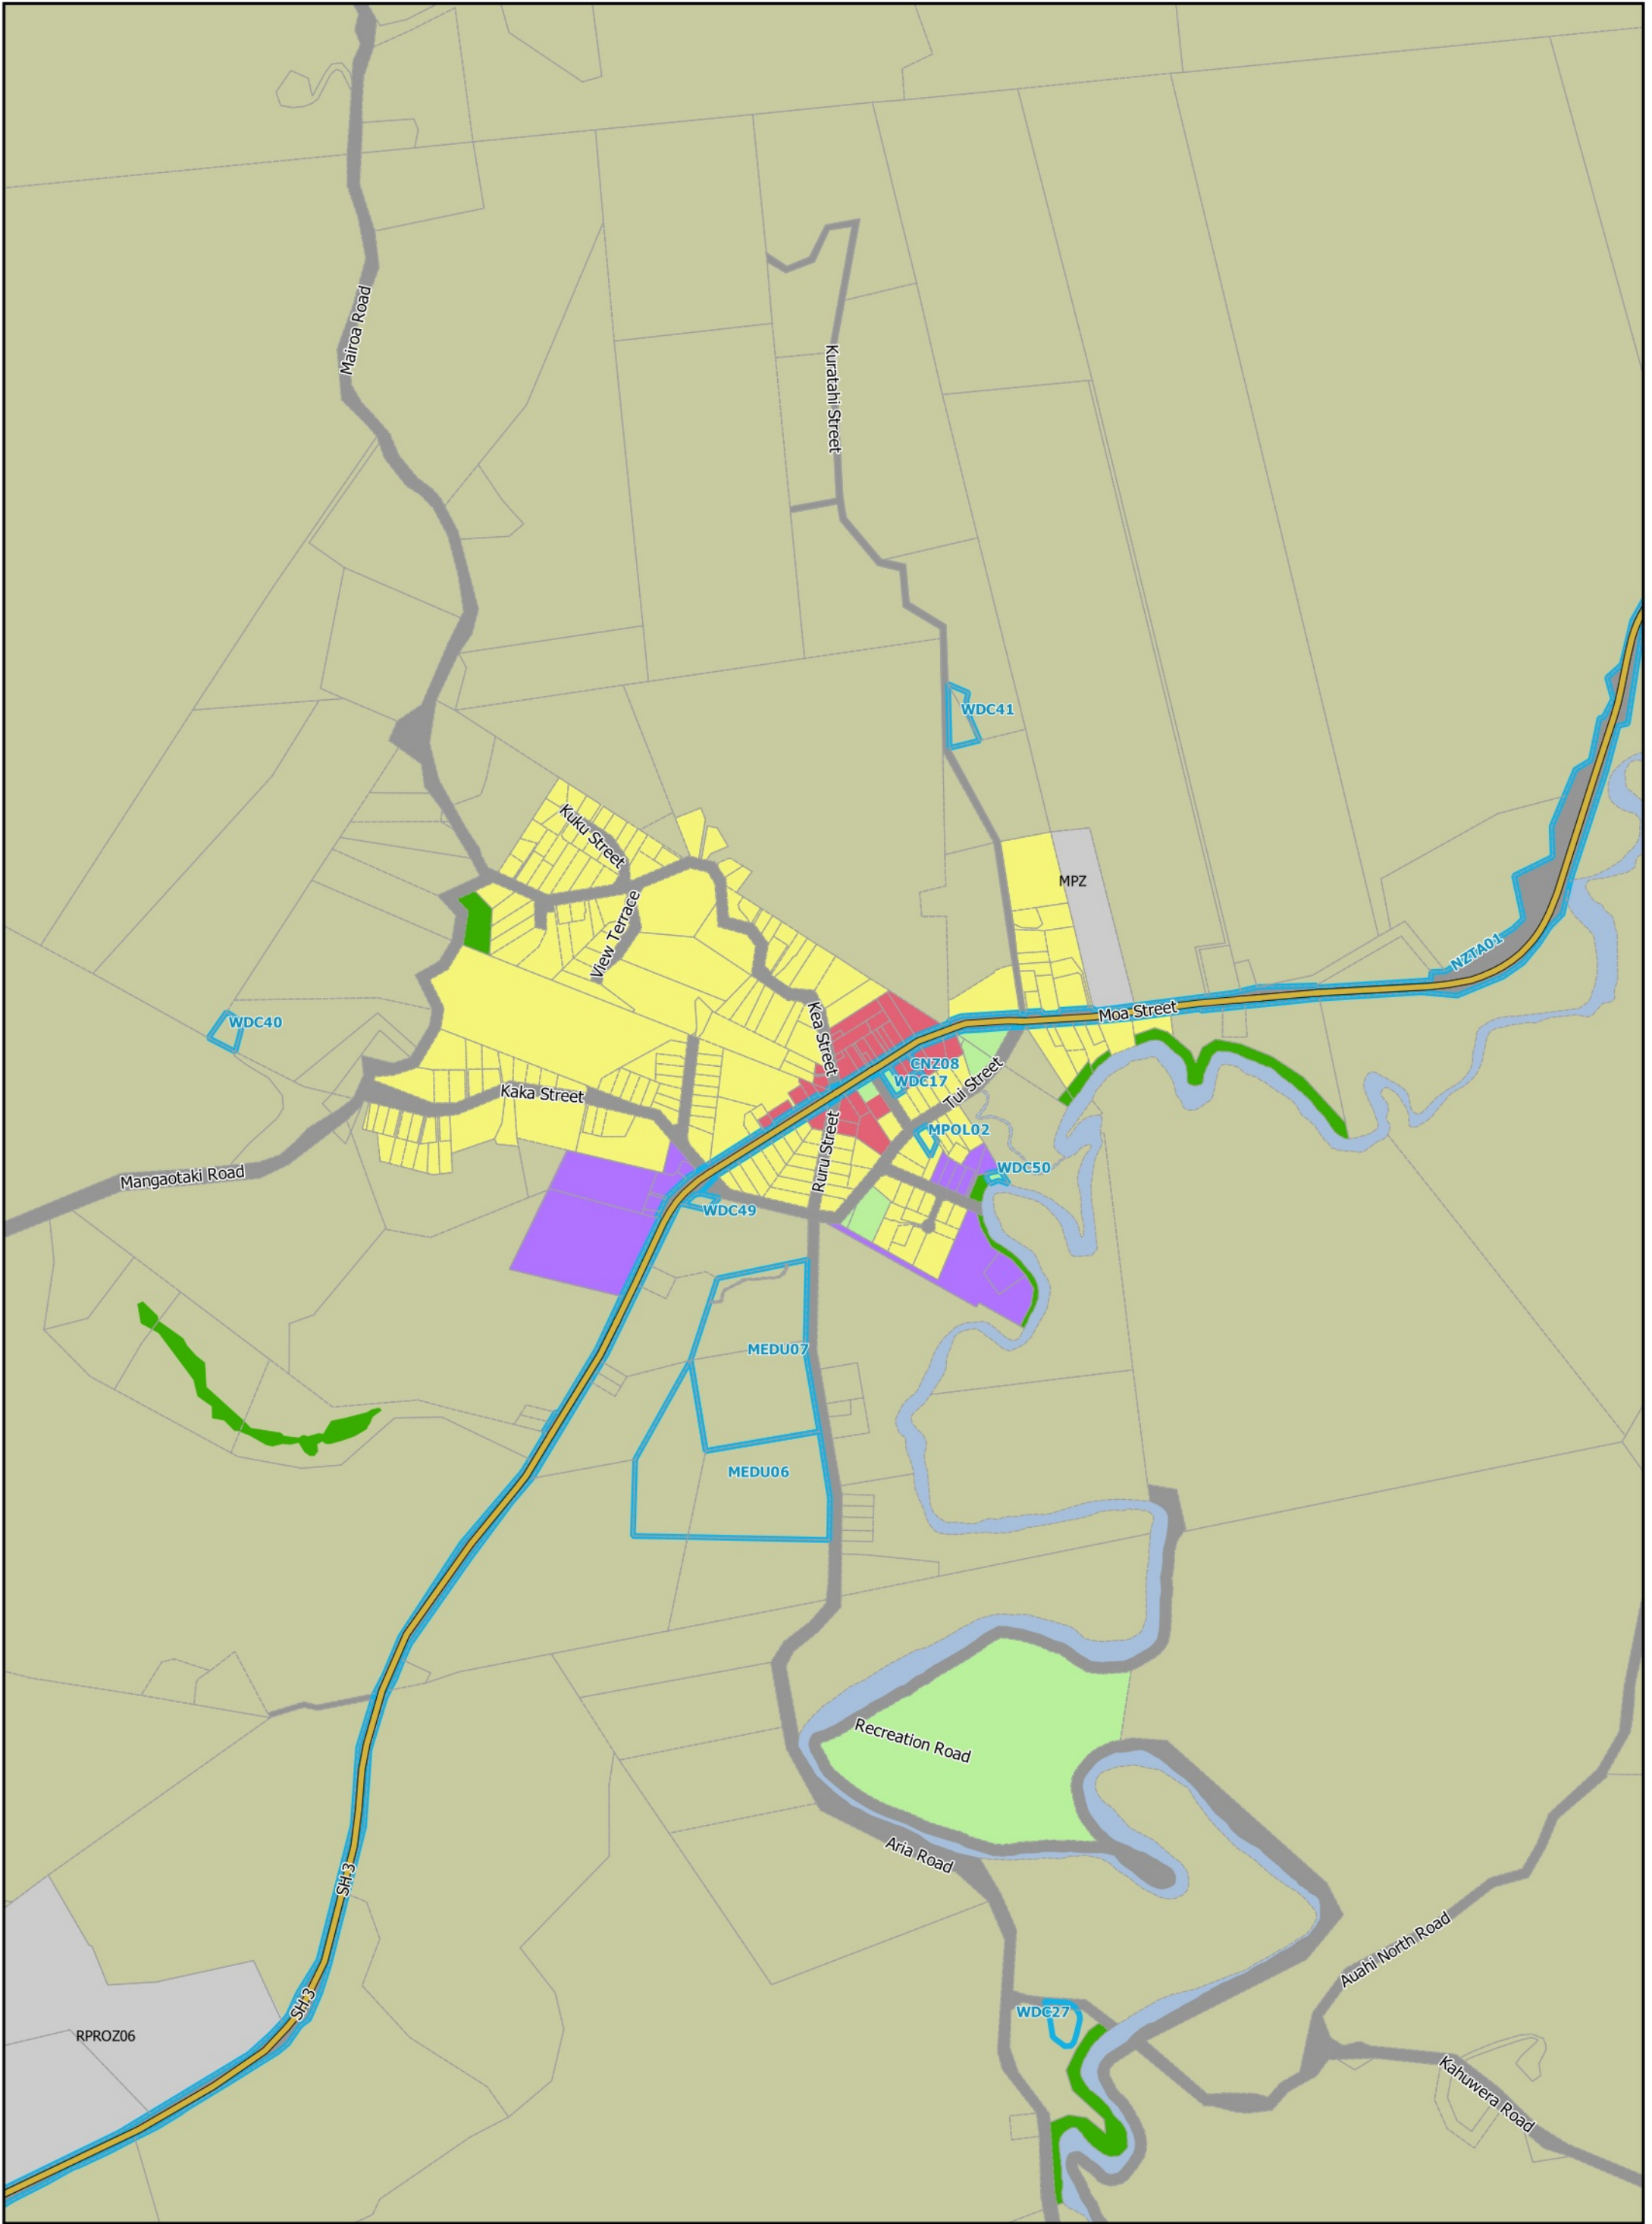 Mairoa Road
Kuratahi Street
WDC41
Kuku Street
MPZ
View Terrace
NZTA01
Kea Street
Moa Street
WDC40
CNZ08
WDC17
Tui Street
Kaka Street
MPOL02
Ruru Street
WDC50
Mangaotaki Road
WDC49
MEDU07
MEDU06
Recreation Road
Aria Road
SH.3
Auahi North Road
SH.3
WDC27
RPROZ06
Kahuwera Road